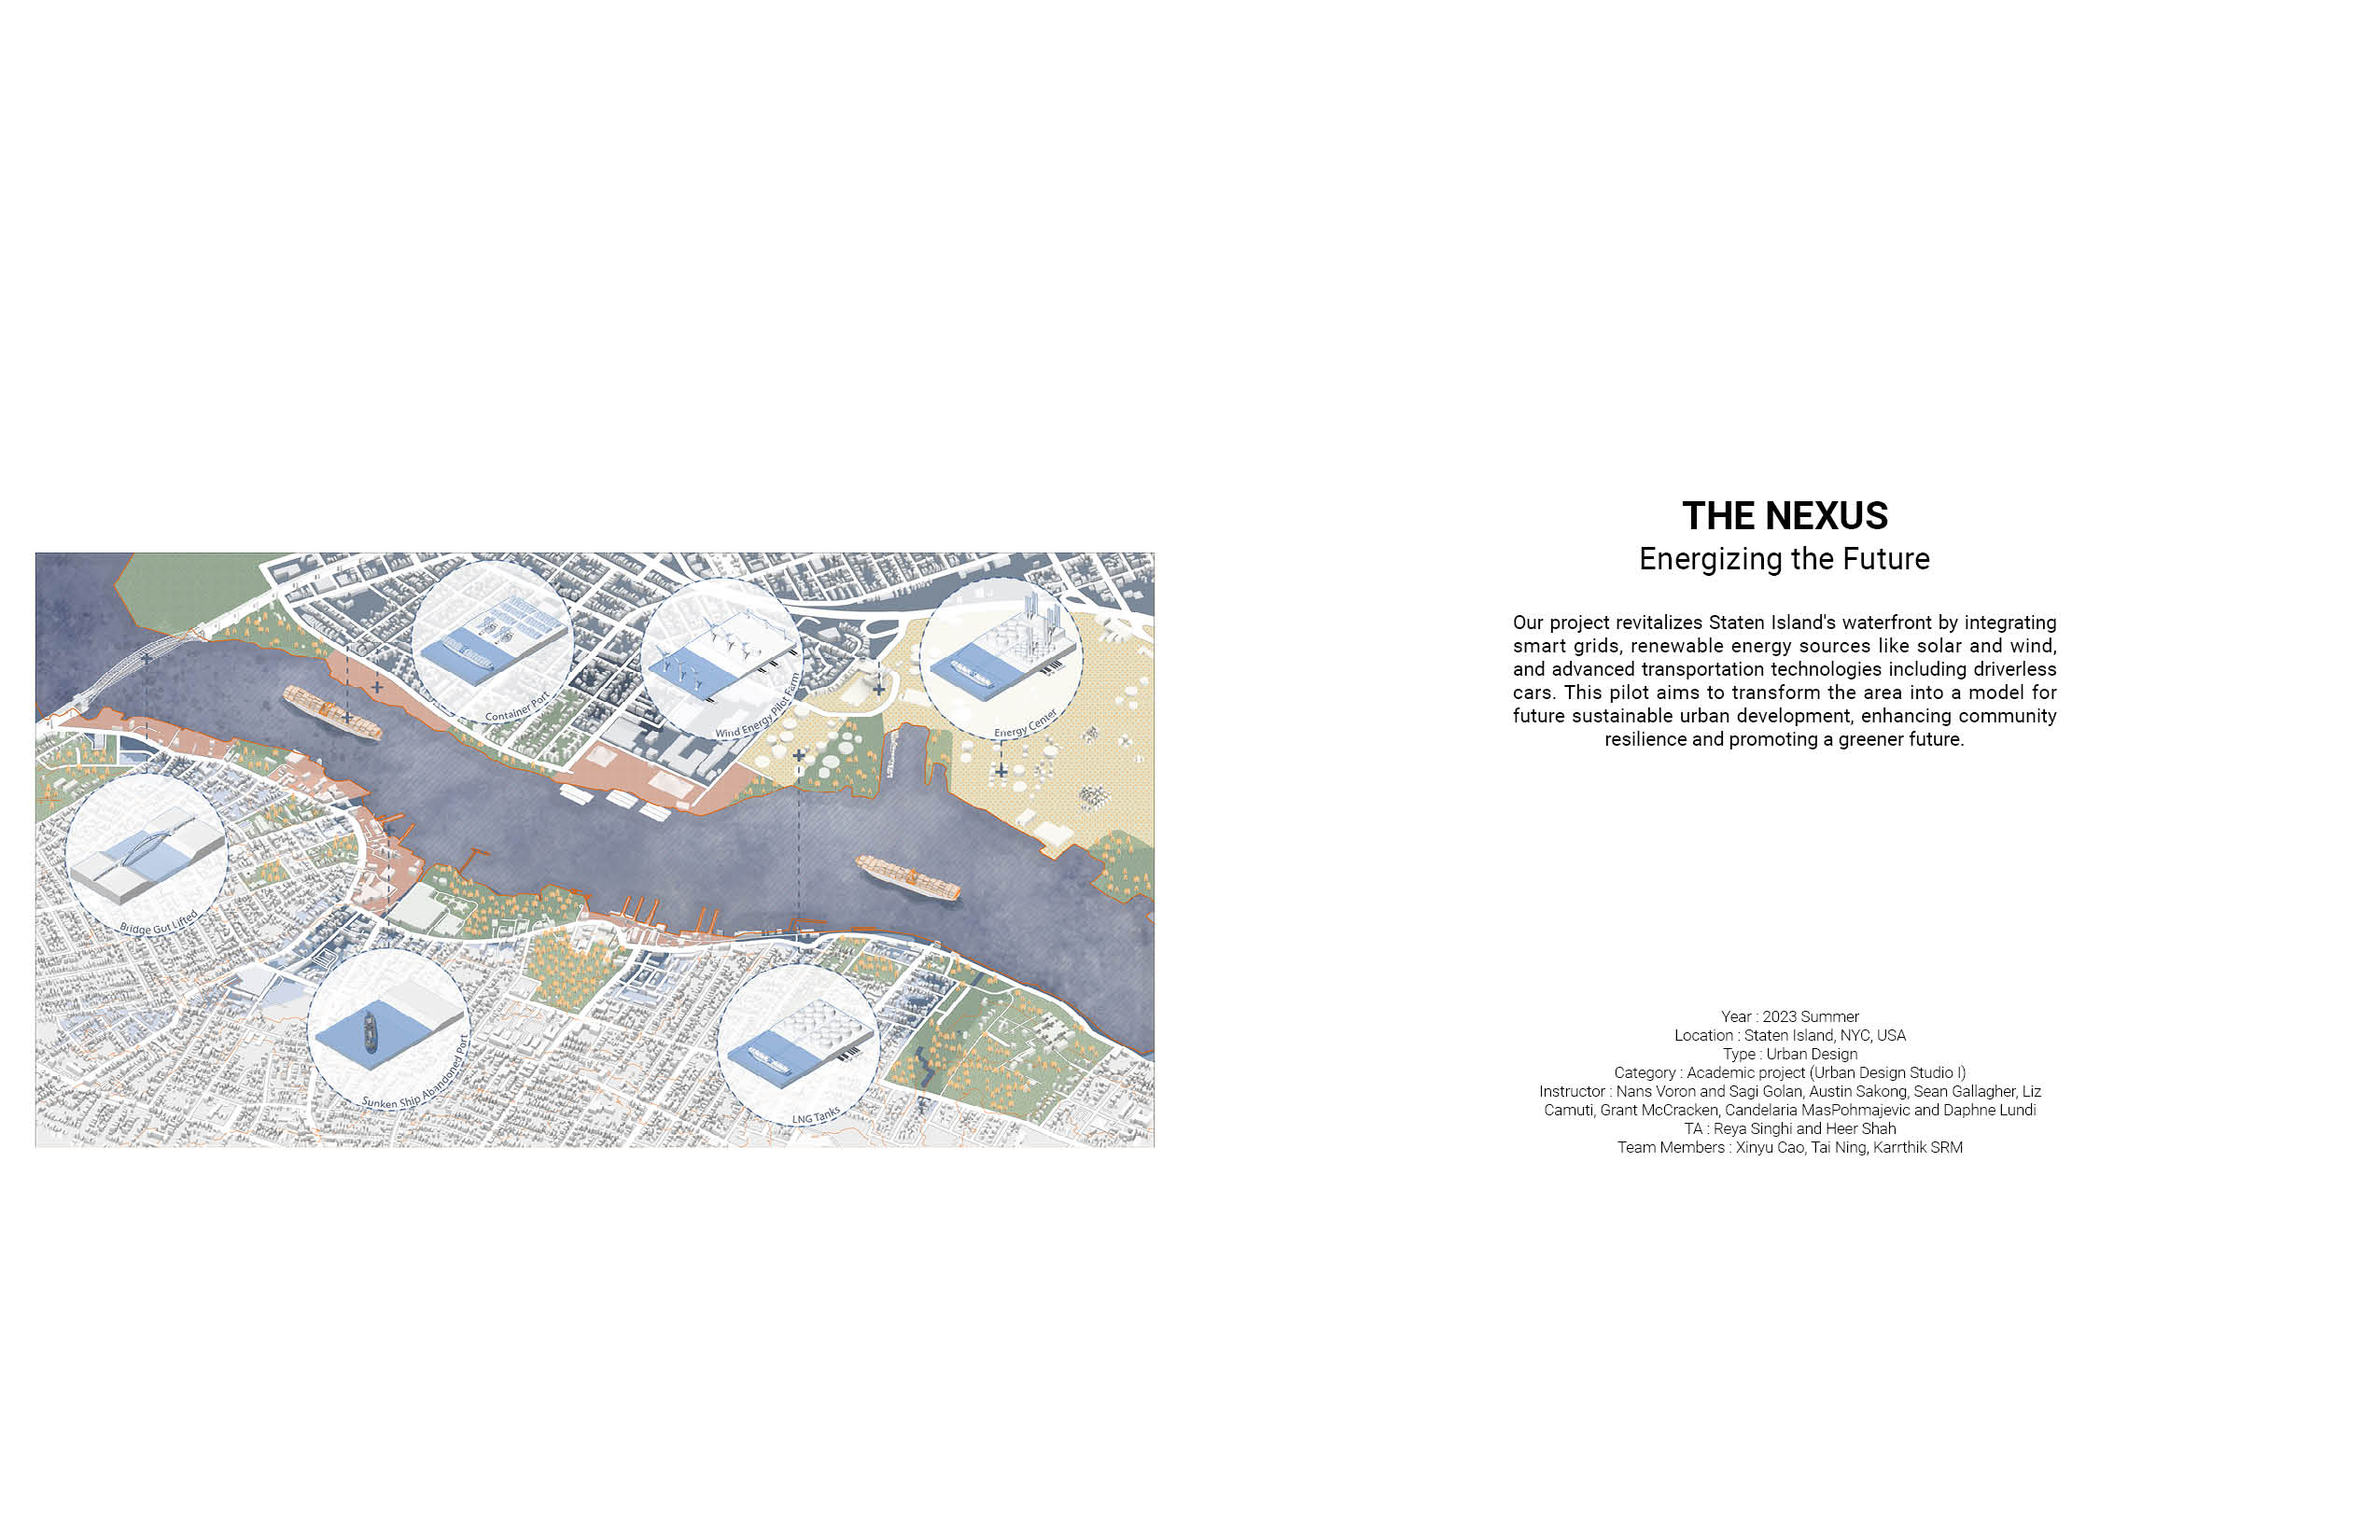 Container Port
Wind Energy Pilot Farm
Energy Center
Bridge Gut Lifted
Sunken Ship Abandoned Port
LNG Tanks
THE NEXUS
Energizing the Future
Our project revitalizes Staten Island's waterfront by integrating
smart grids, renewable energy sources like solar and wind,
and advanced transportation technologies including driverless
cars. This pilot aims to transform the area into a model for
future sustainable urban development, enhancing community
resilience and promoting a greener future.
Year : 2023 Summer
Location : Staten Island, NYC, USA
Type : Urban Design
Category : Academic project (Urban Design Studio I)
Instructor : Nans Voron and Sagi Golan, Austin Sakong, Sean Gallagher, Liz
Camuti, Grant McCracken, Candelaria MasPohmajevic and Daphne Lundi
TA : Reya Singhi and Heer Shah
Team Members : Xinyu Cao, Tai Ning, Karrthik SRM